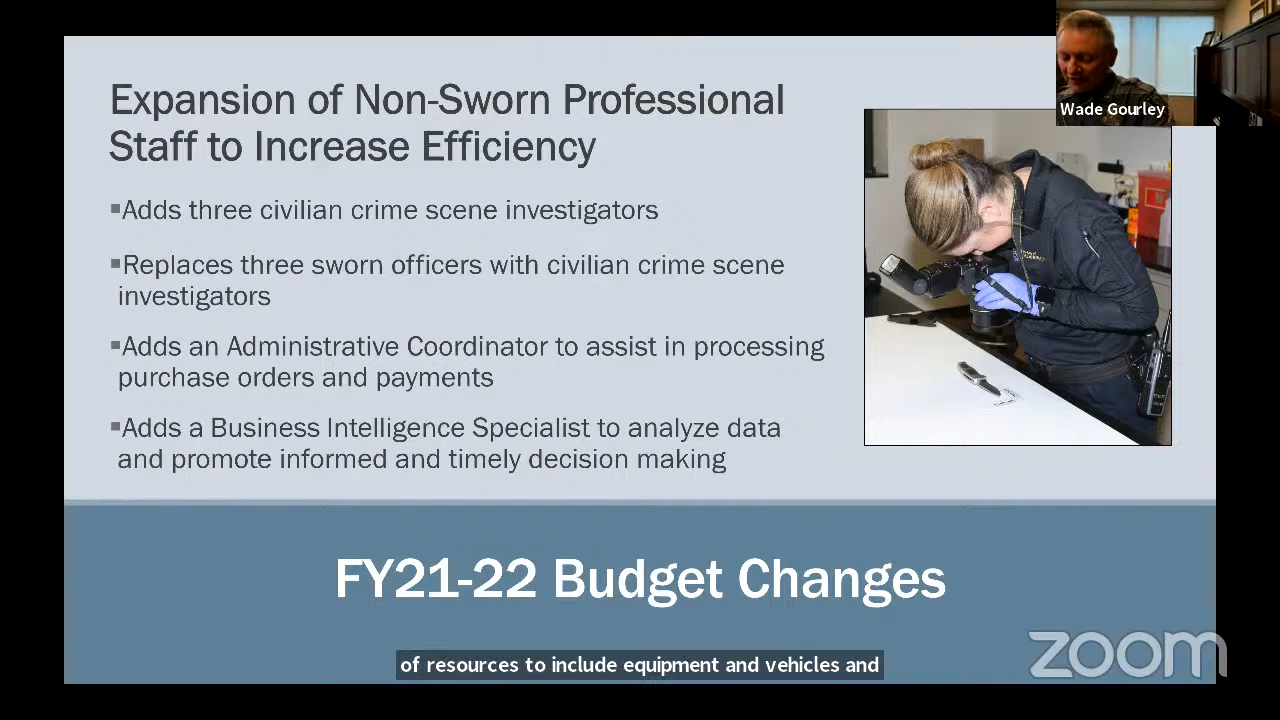 Wade Gourley
Expansion of Non-Sworn Professional
Staff to Increase Efficiency
▪Adds three civilian crime scene investigators
▪Replaces three sworn officers with civilian crime scene
investigators
▪Adds an Administrative Coordinator to assist in processing
purchase orders and payments
▪Adds a Business Intelligence Specialist to analyze data
and promote informed and timely decision making
FY21-22 Budget Changes
of resources to include equipment and vehicles and
zoom